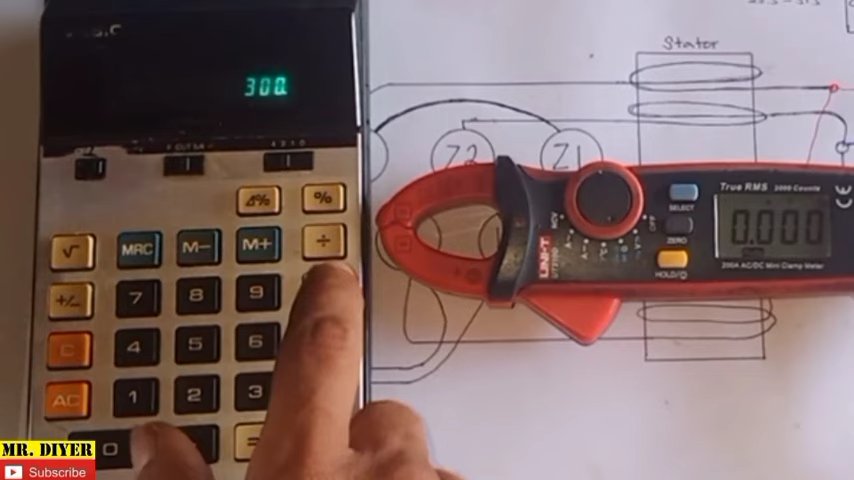 300.
Δ% %
√ MRC M− M+ ÷
+/− 7 8 9
C 4 5 6
AC 1 2 3
0 =
Stator
Z2 Z1
True RMS 2000 Counts
SELECT
ZERO
HOLD
OFF
UNI-T
0.000
CE
200A AC/DC Mini Clamp Meter
MR. DIYER
Subscribe